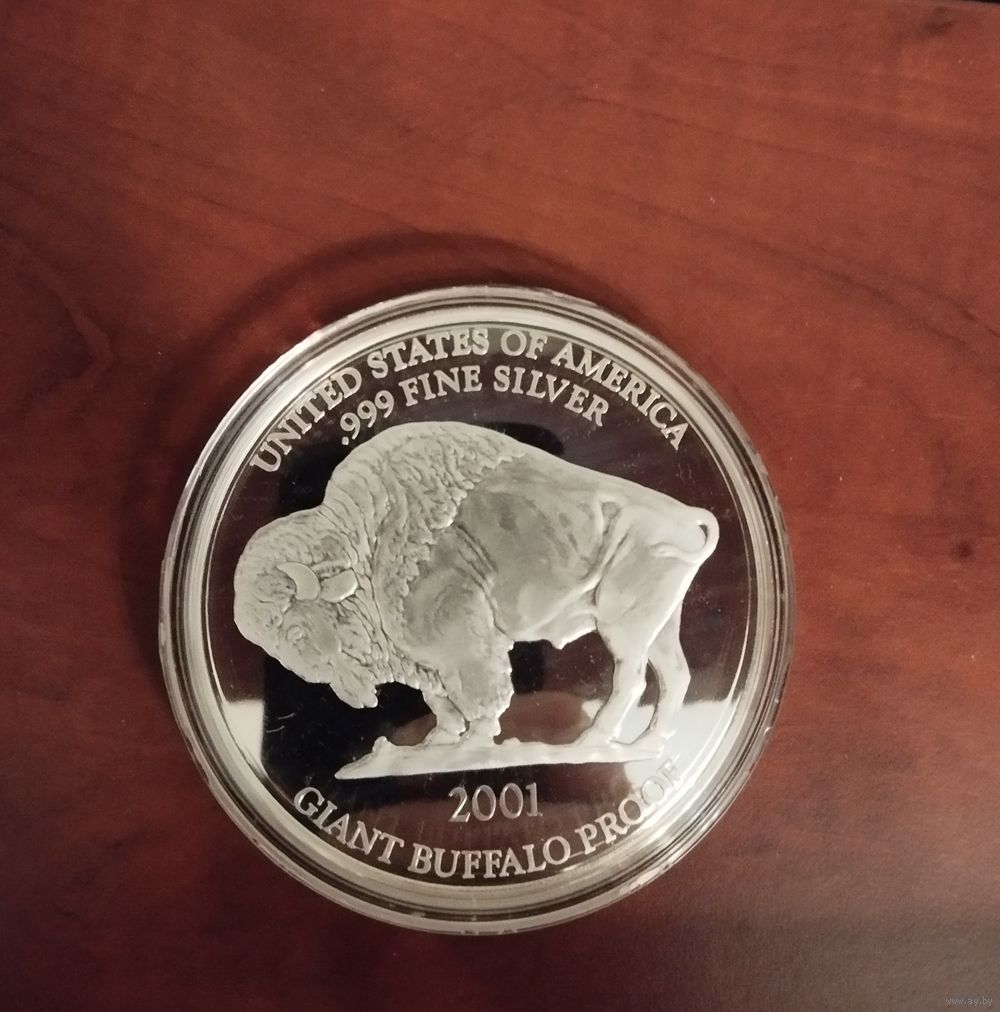 UNITED STATES OF AMERICA
.999 FINE SILVER
2001
GIANT BUFFALO PROOF
www.ay.by